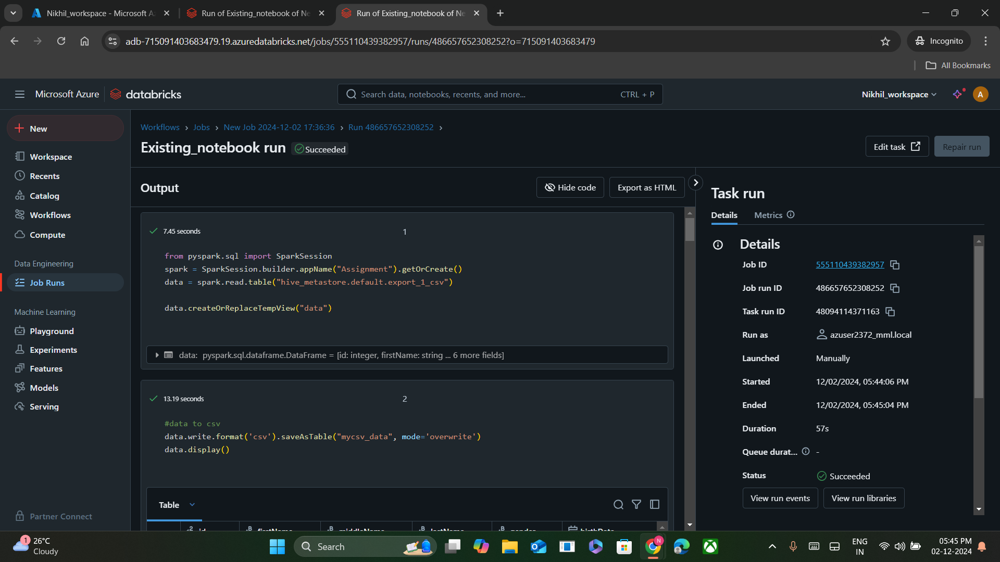 Nikhil_workspace - Microsoft Az
Run of Existing_notebook of Ne
Run of Existing_notebook of Ne
adb-715091403683479.19.azuredatabricks.net/jobs/555110439382957/runs/486657652308252?o=715091403683479
Incognito
All Bookmarks
Microsoft Azure
databricks
Search data, notebooks, recents, and more...
CTRL + P
Nikhil_workspace
A
New
Workspace
Recents
Catalog
Workflows
Compute
Data Engineering
Job Runs
Machine Learning
Playground
Experiments
Features
Models
Serving
Partner Connect
Workflows > Jobs > New Job 2024-12-02 17:36:36 > Run 486657652308252 >
Existing_notebook run
Succeeded
Edit task
Repair run
Output
Hide code
Export as HTML
7.45 seconds
1
from pyspark.sql import SparkSession
spark = SparkSession.builder.appName("Assignment").getOrCreate()
data = spark.read.table("hive_metastore.default.export_1_csv")
data.createOrReplaceTempView("data")
data: pyspark.sql.dataframe.DataFrame = [id: integer, firstName: string ... 6 more fields]
13.19 seconds
2
#data to csv
data.write.format('csv').saveAsTable("mycsv_data", mode='overwrite')
data.display()
Table
id
firstName
middleName
lastName
gender
birthDate
Task run
Details
Metrics
Details
Job ID
555110439382957
Job run ID
486657652308252
Task run ID
48094114371163
Run as
azuser2372_mml.local
Launched
Manually
Started
12/02/2024, 05:44:06 PM
Ended
12/02/2024, 05:45:04 PM
Duration
57s
Queue durat...
-
Status
Succeeded
View run events
View run libraries
1
26°C
Cloudy
Search
N
ENG
IN
05:45 PM
02-12-2024